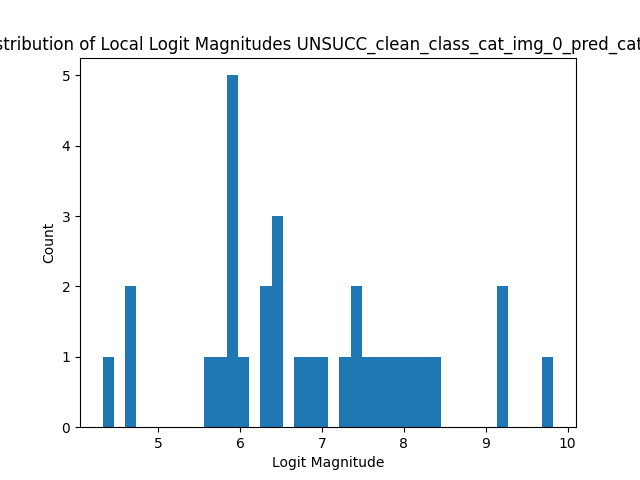 stribution of Local Logit Magnitudes UNSUCC_clean_class_cat_img_0_pred_cat
5
4
3
2
1
0
Count
5 6 7 8 9 10
Logit Magnitude